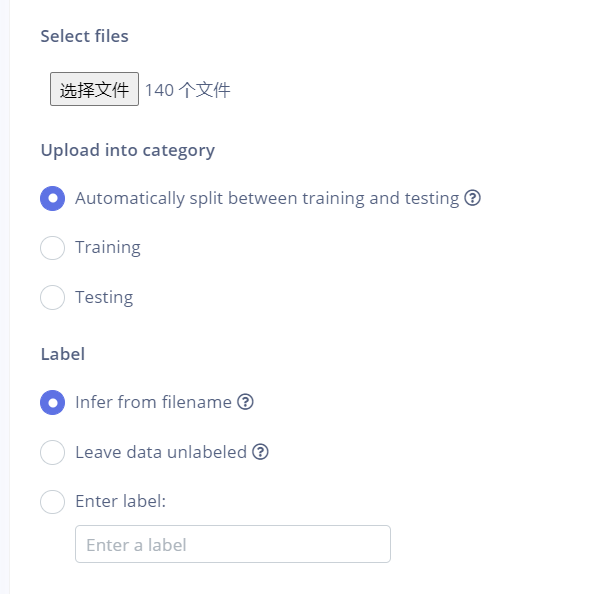 Select files
选择文件 140 个文件
Upload into category
Automatically split between training and testing
Training
Testing
Label
Infer from filename
Leave data unlabeled
Enter label:
Enter a label